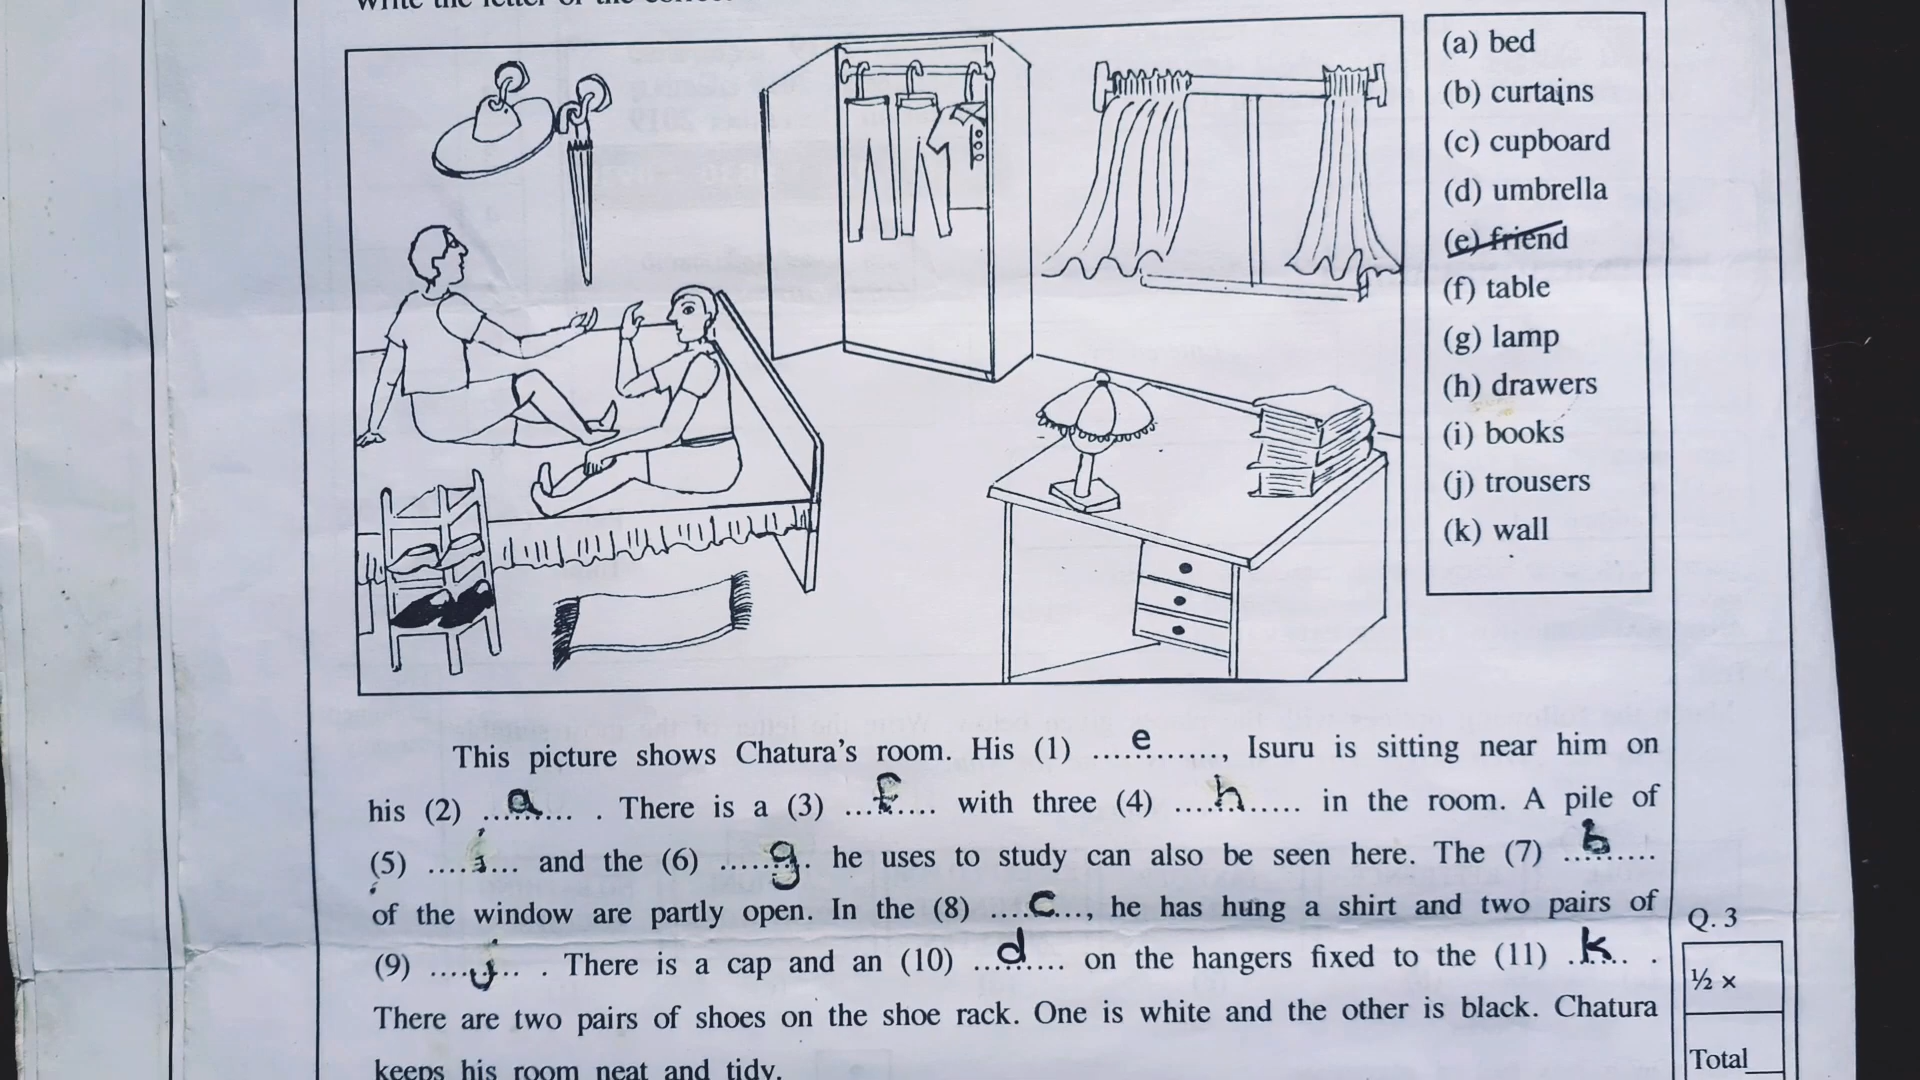 (a) bed
(b) curtains
(c) cupboard
(d) umbrella
(e) friend
(f) table
(g) lamp
(h) drawers
(i) books
(j) trousers
(k) wall
This picture shows Chatura's room. His (1) ....e......., Isuru is sitting near him on
his (2) ....a.... . There is a (3) ...f.... with three (4) ....h..... in the room. A pile of
(5) ....i... and the (6) .....g.. he uses to study can also be seen here. The (7) ...b.....
of the window are partly open. In the (8) ....c..., he has hung a shirt and two pairs of
(9) ....j... . There is a cap and an (10) ...d.... on the hangers fixed to the (11) .k... .
There are two pairs of shoes on the shoe rack. One is white and the other is black. Chatura
keeps his room neat and tidy.
Q. 3
½ ×
Total